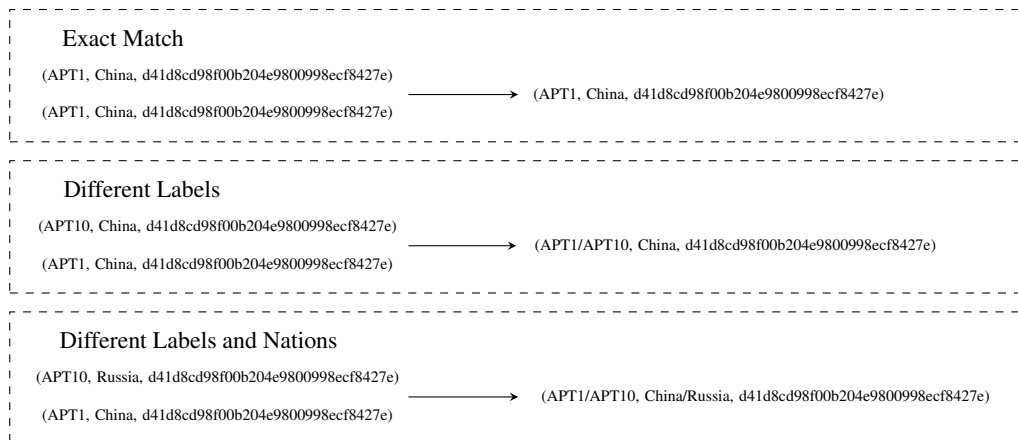 Exact Match
(APT1, China, d41d8cd98f00b204e9800998ecf8427e)
(APT1, China, d41d8cd98f00b204e9800998ecf8427e)
(APT1, China, d41d8cd98f00b204e9800998ecf8427e)
Different Labels
(APT10, China, d41d8cd98f00b204e9800998ecf8427e)
(APT1, China, d41d8cd98f00b204e9800998ecf8427e)
(APT1/APT10, China, d41d8cd98f00b204e9800998ecf8427e)
Different Labels and Nations
(APT10, Russia, d41d8cd98f00b204e9800998ecf8427e)
(APT1, China, d41d8cd98f00b204e9800998ecf8427e)
(APT1/APT10, China/Russia, d41d8cd98f00b204e9800998ecf8427e)